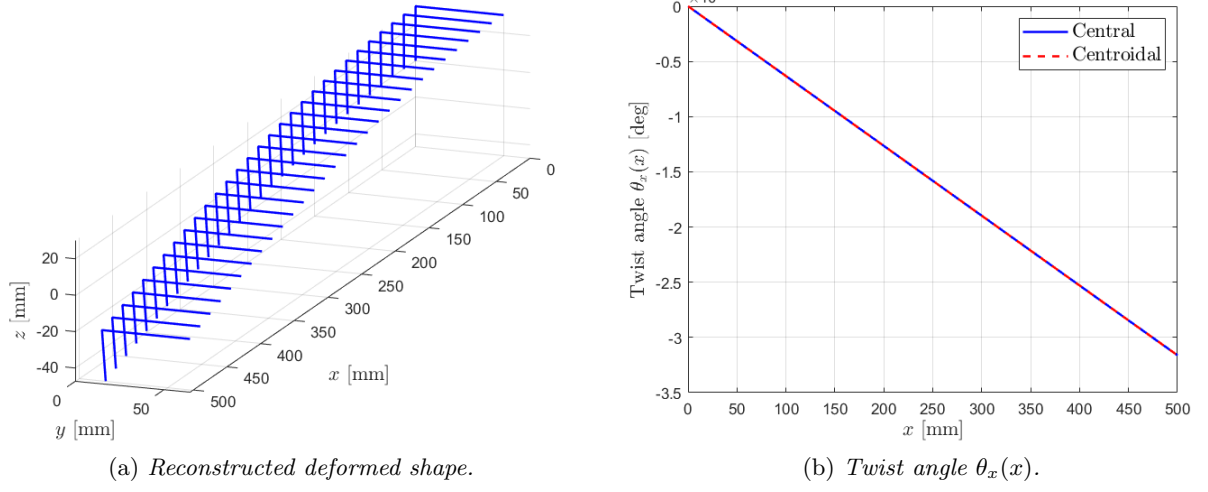 20
0
-20
-40
z [mm]
0
50
y [mm]
500
450
400
350
300
250
200
150
100
50
0
x [mm]
(a) Reconstructed deformed shape.
0
-0.5
-1
-1.5
-2
-2.5
-3
-3.5
Twist angle θx(x) [deg]
Central
Centroidal
0 50 100 150 200 250 300 350 400 450 500
x [mm]
(b) Twist angle θx(x).